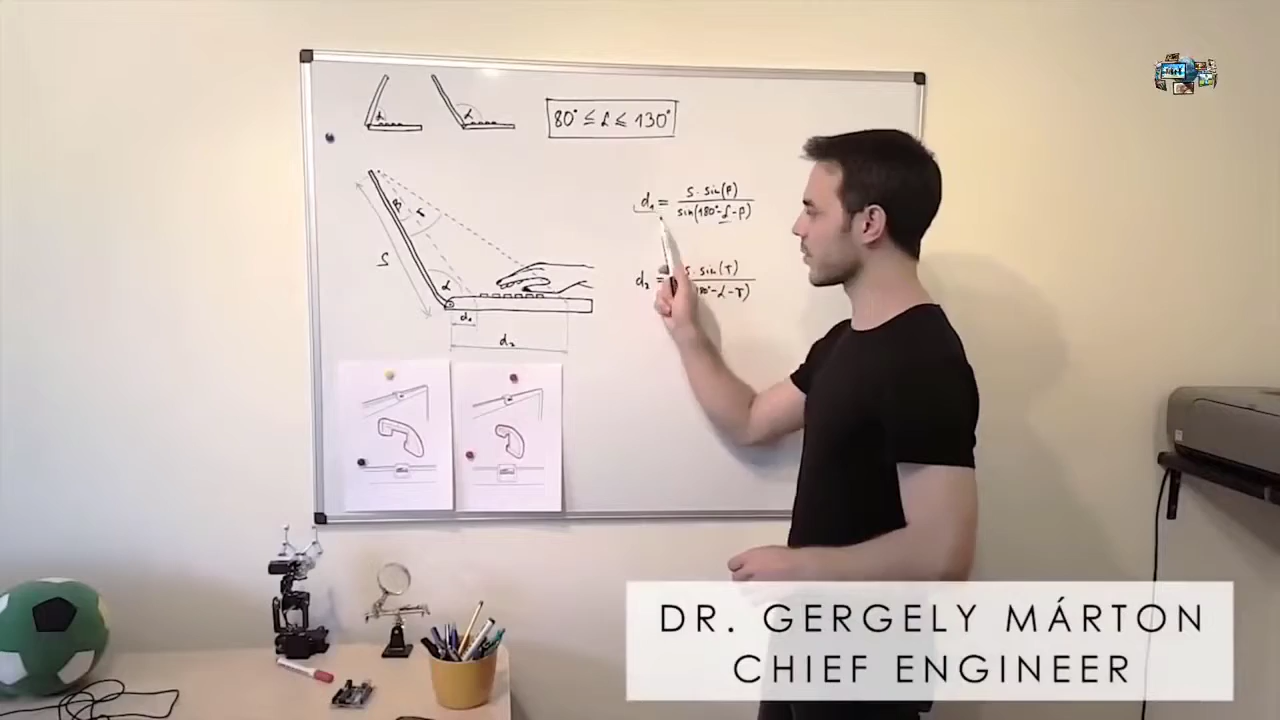 80° ≤ α ≤ 130°
d₁ = S · sin(β) / sin(180° - α - β)
β γ
S
α
d₂ = S · sin(γ) / 180° - α - γ)
d₁
d₂
DR. GERGELY MÁRTON
CHIEF ENGINEER